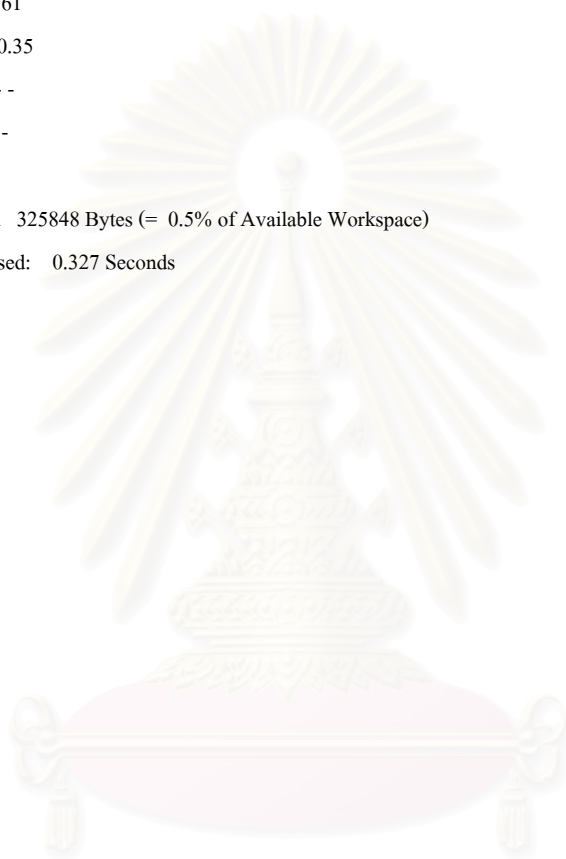 61
0.35
- -
-
325848 Bytes (= 0.5% of Available Workspace)
sed: 0.327 Seconds